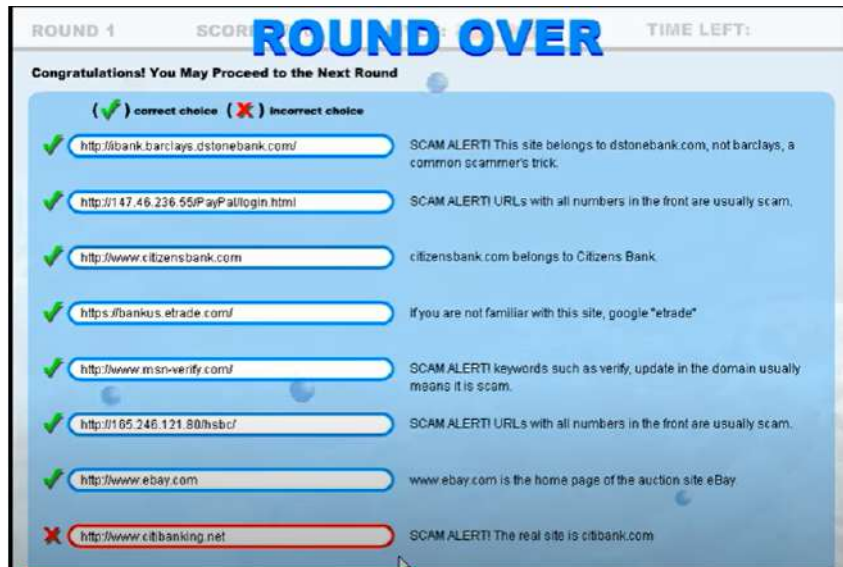 ROUND 1
SCOR
ROUND OVER
TIME LEFT:
Congratulations! You May Proceed to the Next Round
( ) correct choice ( ) incorrect choice
http://ibank.barclays.dstonebank.com/
SCAM ALERT! This site belongs to dstonebank.com, not barclays, a
common scammer's trick.
http://147.46.236.55/PayPal/login.html
SCAM ALERT! URLs with all numbers in the front are usually scam.
http://www.citizensbank.com
citizensbank.com belongs to Citizens Bank.
https://bankus.etrade.com/
If you are not familiar with this site, google "etrade"
http://www.msn-verify.com/
SCAM ALERT! keywords such as verify, update in the domain usually
means it is scam.
http://165.246.121.80/hsbc/
SCAM ALERT! URLs with all numbers in the front are usually scam.
http://www.ebay.com
www.ebay.com is the home page of the auction site eBay.
http://www.citibanking.net
SCAM ALERT! The real site is citibank.com